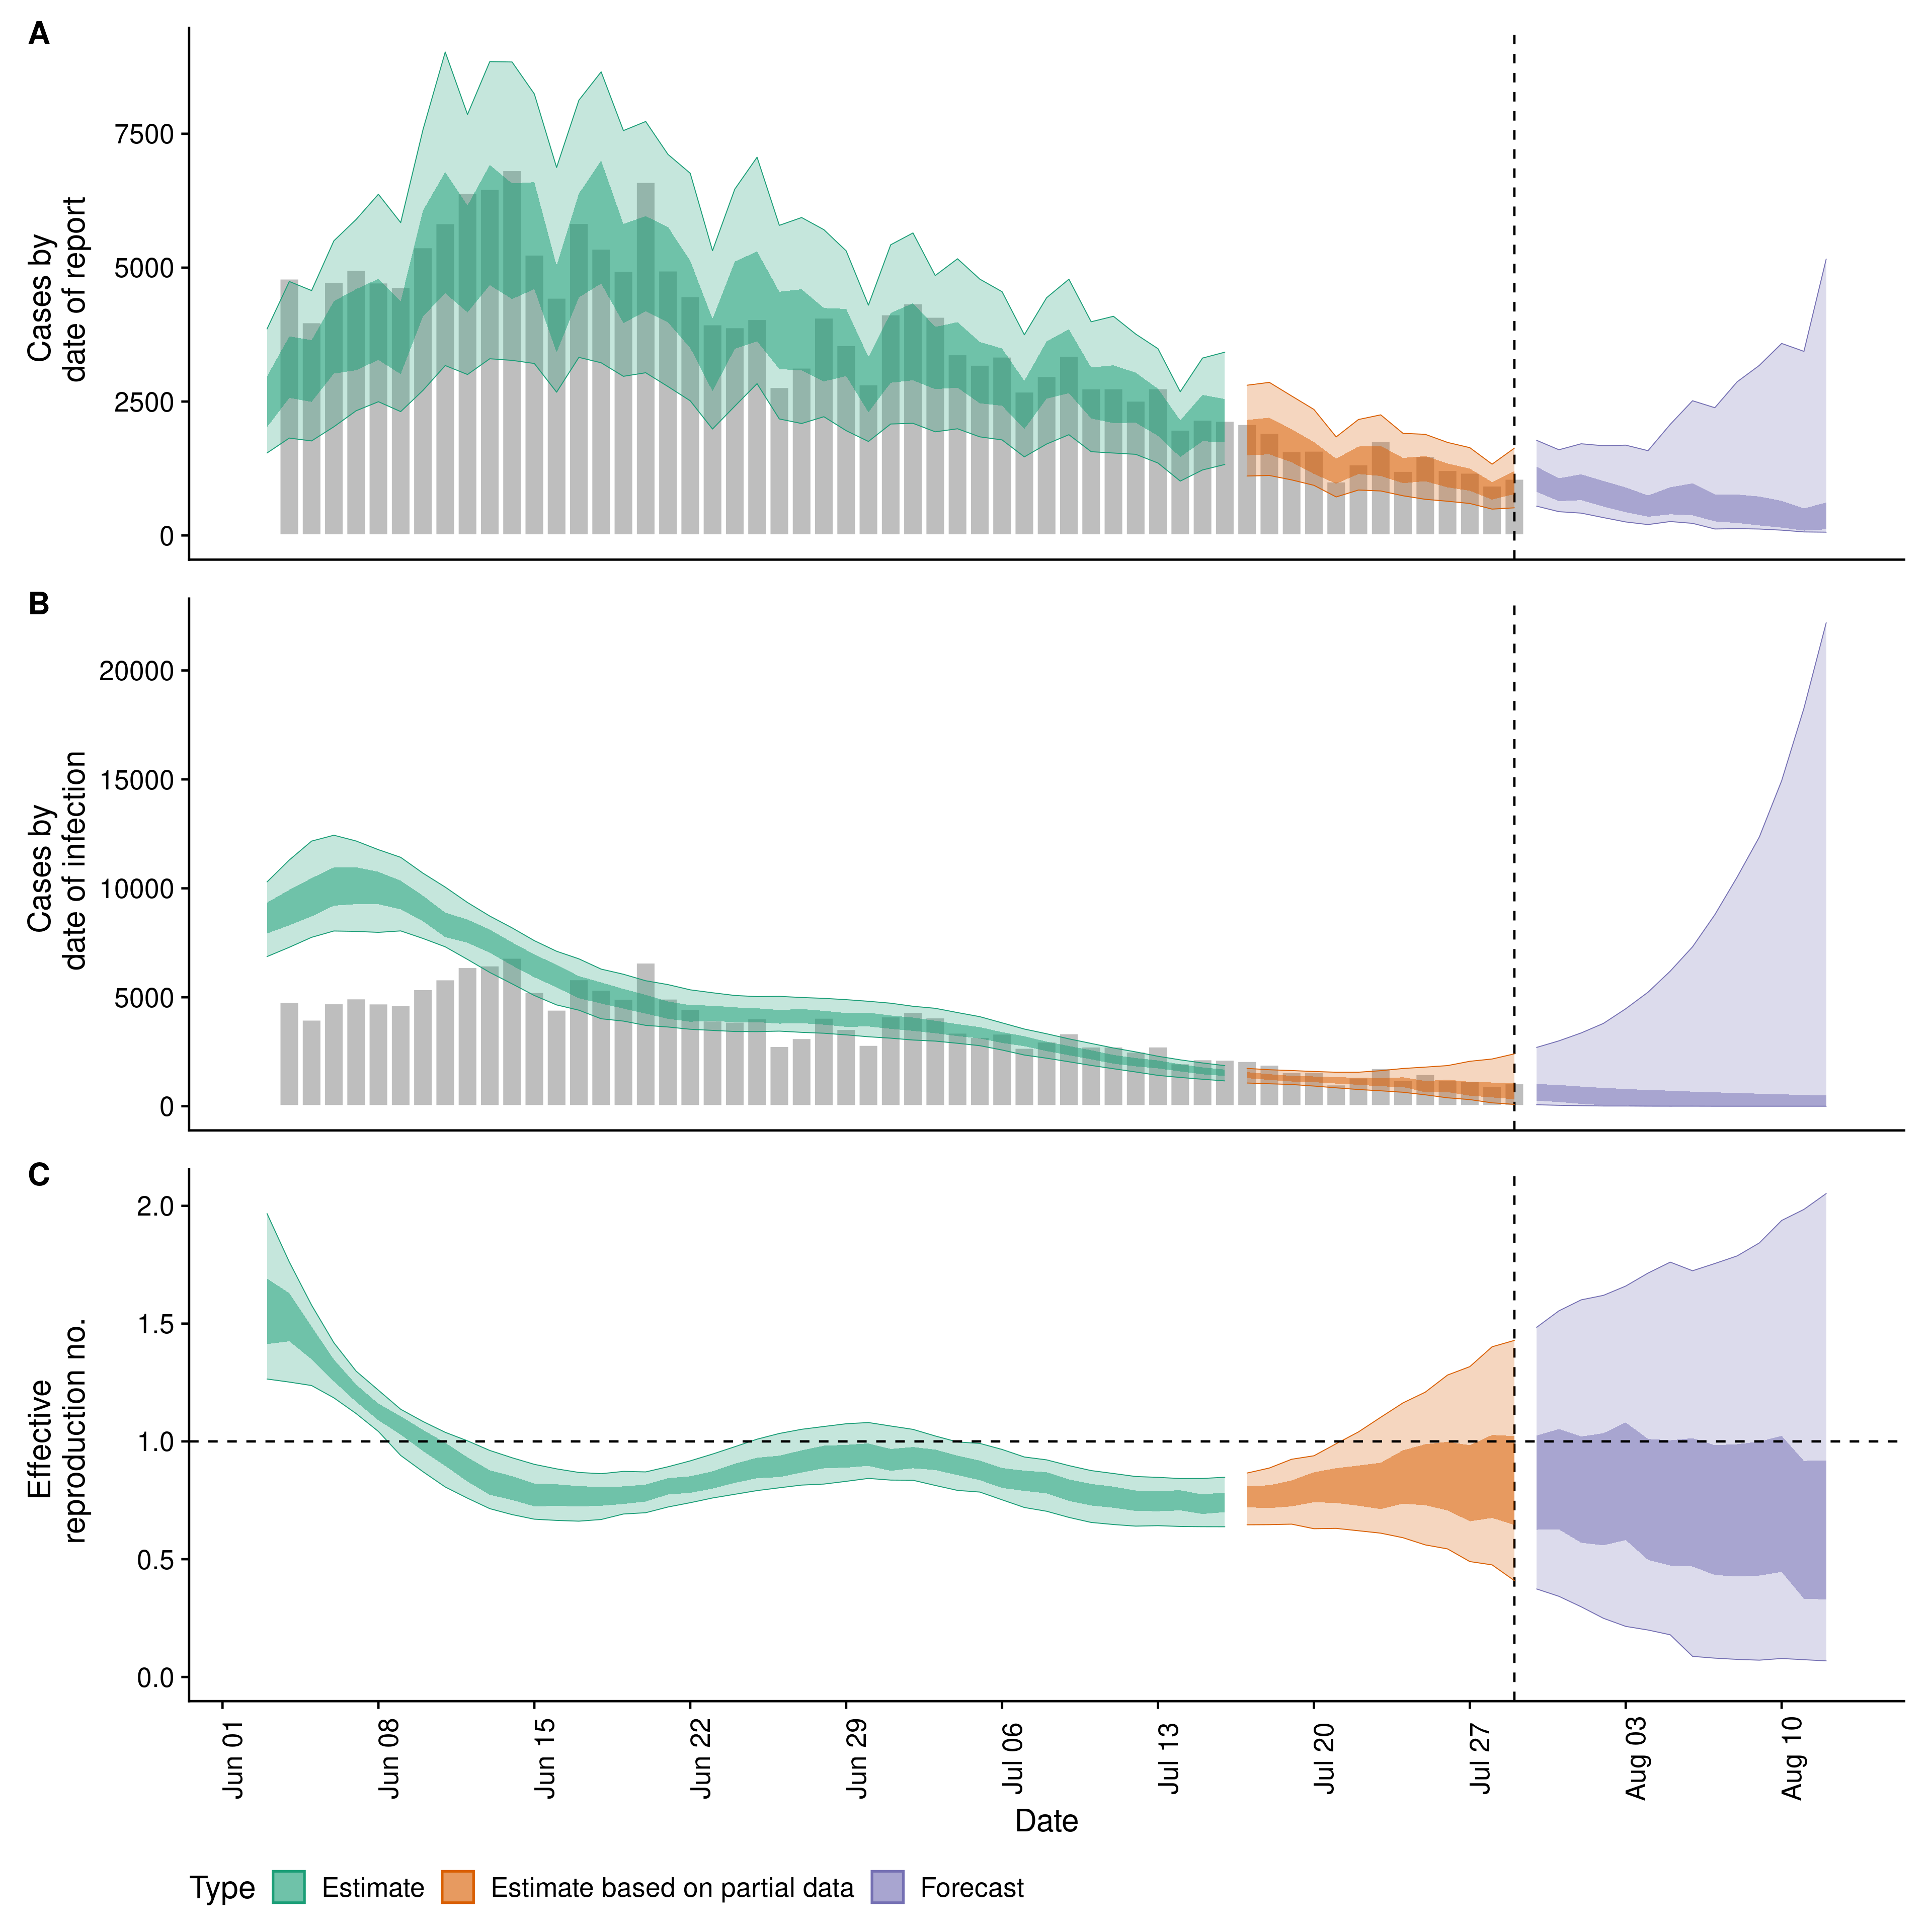 A
Cases by
date of report
7500
5000
2500
0
B
Cases by
date of infection
20000
15000
10000
5000
0
C
Effective
reproduction no.
2.0
1.5
1.0
0.5
0.0
Jun 01
Jun 08
Jun 15
Jun 22
Jun 29
Jul 06
Jul 13
Jul 20
Jul 27
Aug 03
Aug 10
Date
Type Estimate Estimate based on partial data Forecast